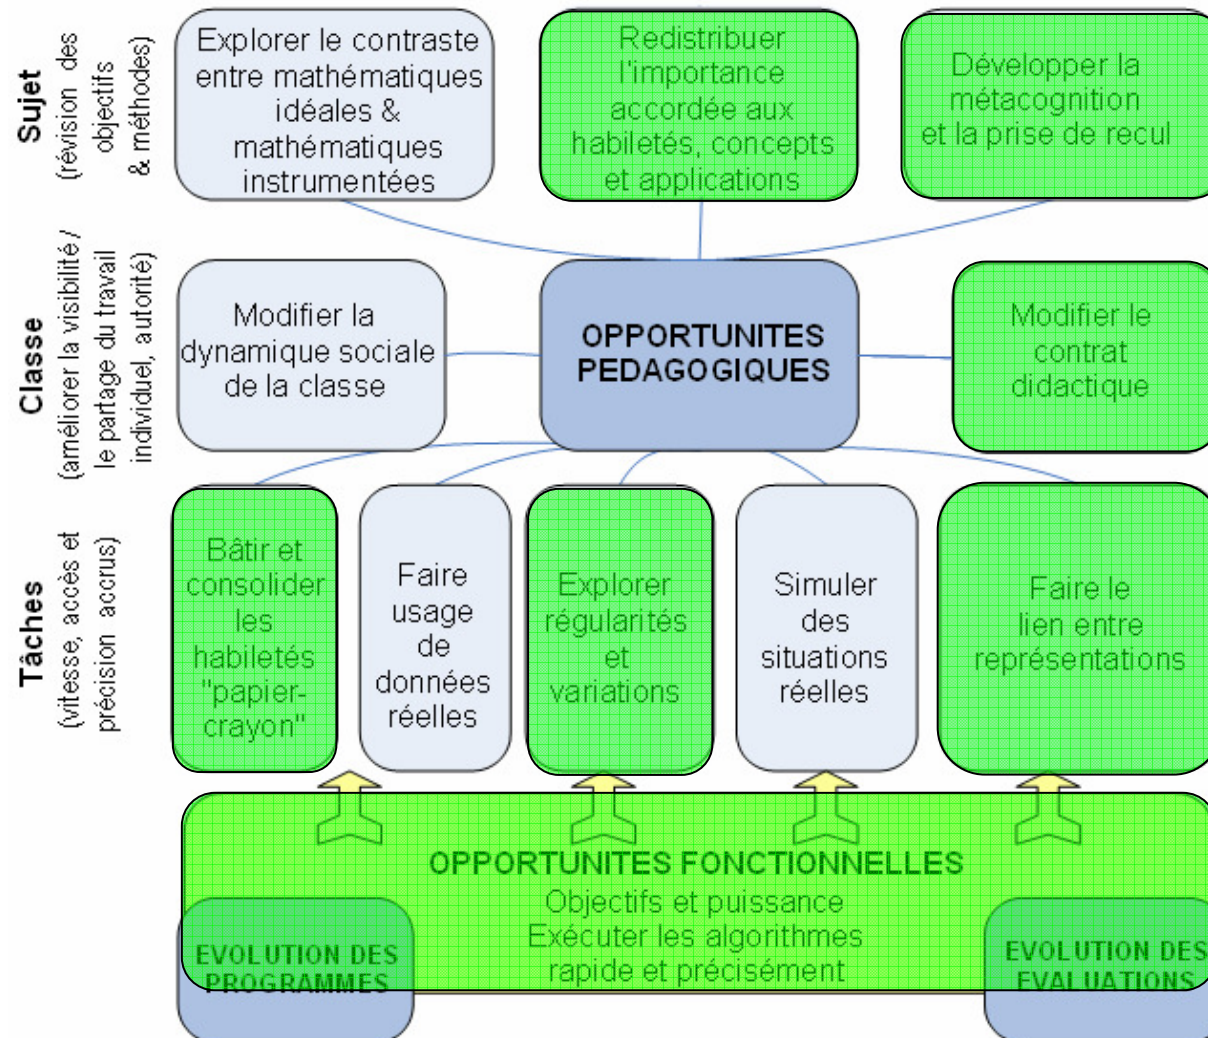 Sujet
(révision des
objectifs
& méthodes)
Explorer le contraste
entre mathématiques
idéales &
mathématiques
instrumentées
Redistribuer
l'importance
accordée aux
habiletés, concepts
et applications
Développer la
métacognition
et la prise de recul
Classe
(améliorer la visibilité /
le partage du travail
individuel, autorité)
Modifier la
dynamique sociale
de la classe
OPPORTUNITES
PEDAGOGIQUES
Modifier le
contrat
didactique
Tâches
(vitesse, accès et
précision accrus)
Bâtir et
consolider
les
habiletés
"papier-
crayon"
Faire
usage
de
données
réelles
Explorer
régularités
et
variations
Simuler
des
situations
réelles
Faire le
lien entre
représentations
OPPORTUNITES FONCTIONNELLES
Objectifs et puissance
Exécuter les algorithmes
rapide et précisément
EVOLUTION DES
PROGRAMMES
EVOLUTION DES
EVALUATIONS